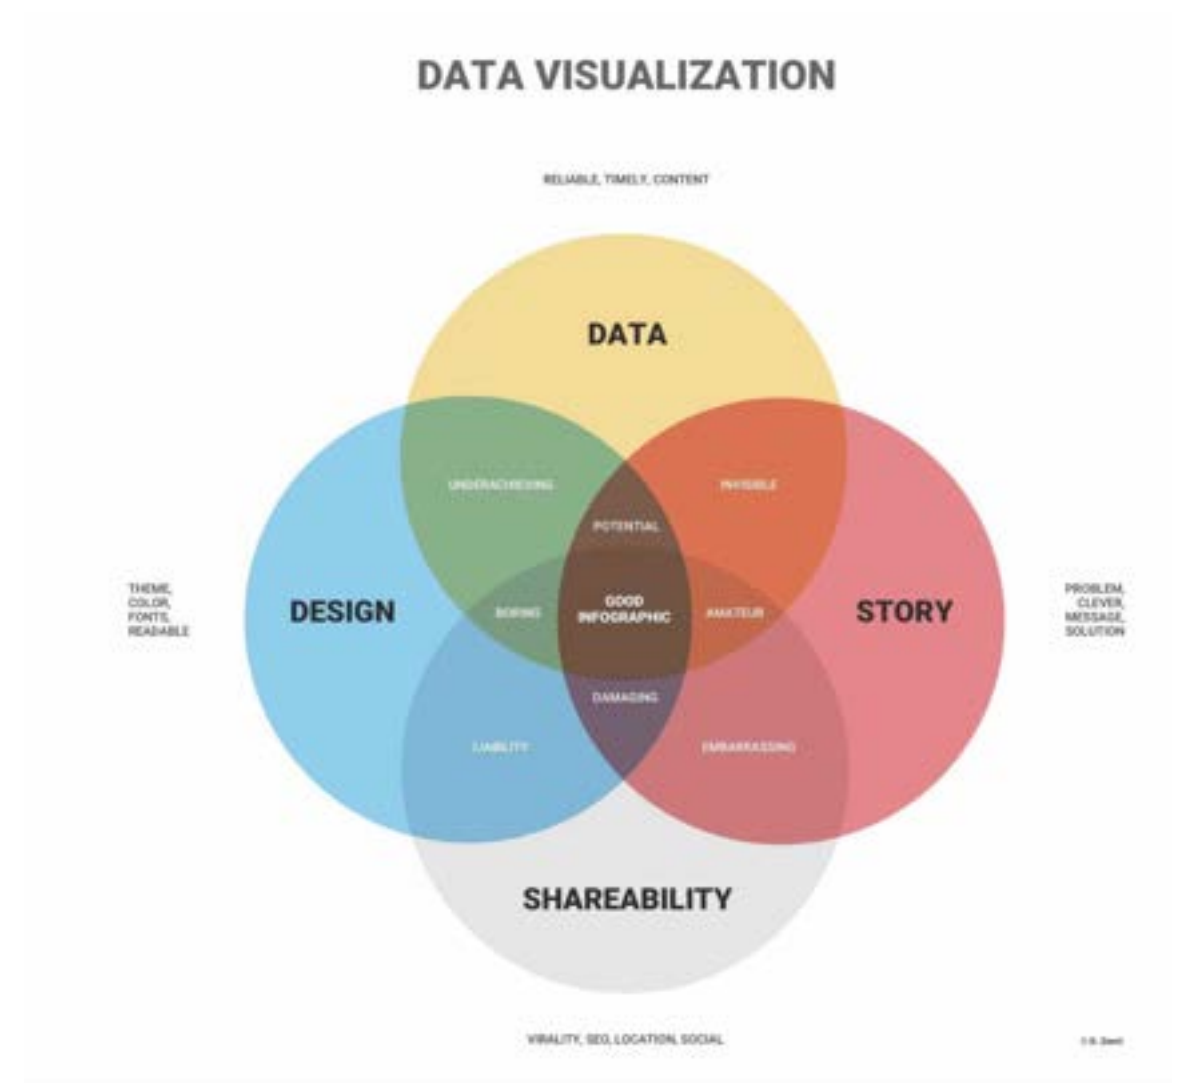 DATA VISUALIZATION
RELIABLE, TIMELY, CONTENT
DATA
UNDERACHIEVING
INVISIBLE
POTENTIAL
THEME,
COLOR,
FONTS,
READABLE
DESIGN
BORING
GOOD
INFOGRAPHIC
AMATEUR
STORY
PROBLEM,
CLEVER,
MESSAGE,
SOLUTION
DAMAGING
LIABILITY
EMBARRASSING
SHAREABILITY
VIRALITY, SEO, LOCATION, SOCIAL